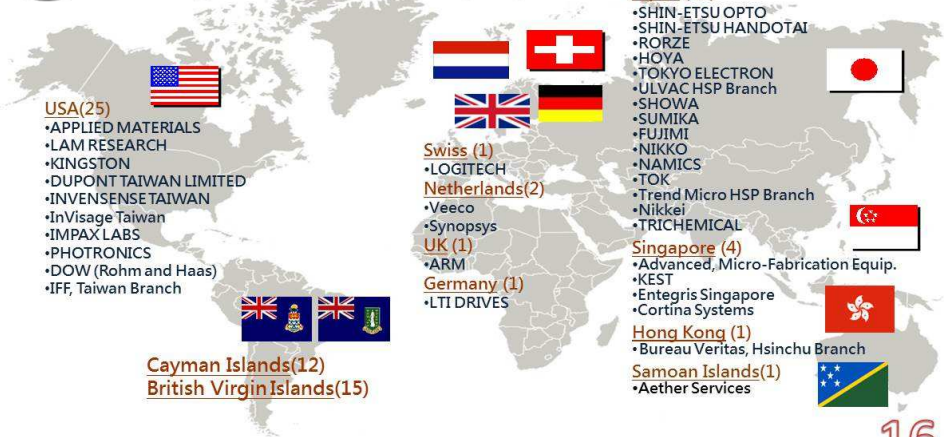 USA(25)
•APPLIED MATERIALS
•LAM RESEARCH
•KINGSTON
•DUPONT TAIWAN LIMITED
•INVENSENSE TAIWAN
•InVisage Taiwan
•IMPAX LABS
•PHOTRONICS
•DOW (Rohm and Haas)
•IFF, Taiwan Branch
Cayman Islands(12)
British Virgin Islands(15)
Swiss (1)
•LOGITECH
Netherlands(2)
•Veeco
•Synopsys
UK (1)
•ARM
Germany (1)
•LTI DRIVES
•SHIN-ETSU OPTO
•SHIN-ETSU HANDOTAI
•RORZE
•HOYA
•TOKYO ELECTRON
•ULVAC HSP Branch
•SHOWA
•SUMIKA
•FUJIMI
•NIKKO
•NAMICS
•TOK
•Trend Micro HSP Branch
•Nikkei
•TRICHEMICAL
Singapore (4)
•Advanced, Micro-Fabrication Equip.
•KEST
•Entegris Singapore
•Cortina Systems
Hong Kong (1)
•Bureau Veritas, Hsinchu Branch
Samoan Islands(1)
•Aether Services
16